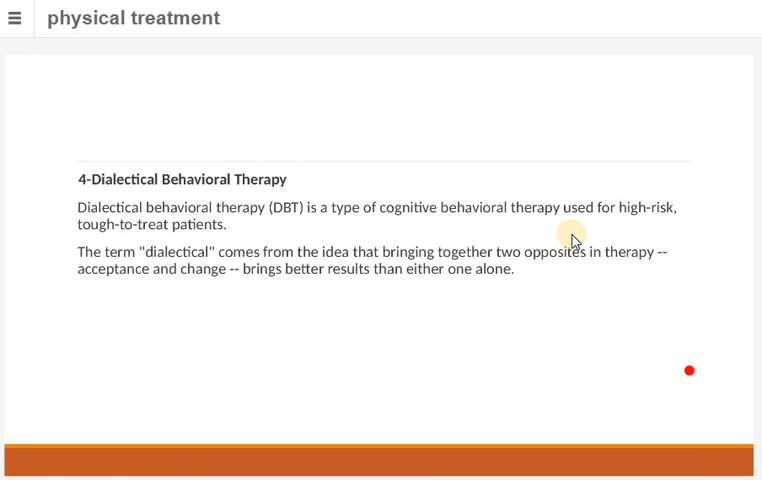 physical treatment
4-Dialectical Behavioral Therapy
Dialectical behavioral therapy (DBT) is a type of cognitive behavioral therapy used for high-risk,
tough-to-treat patients.
The term "dialectical" comes from the idea that bringing together two opposites in therapy --
acceptance and change -- brings better results than either one alone.